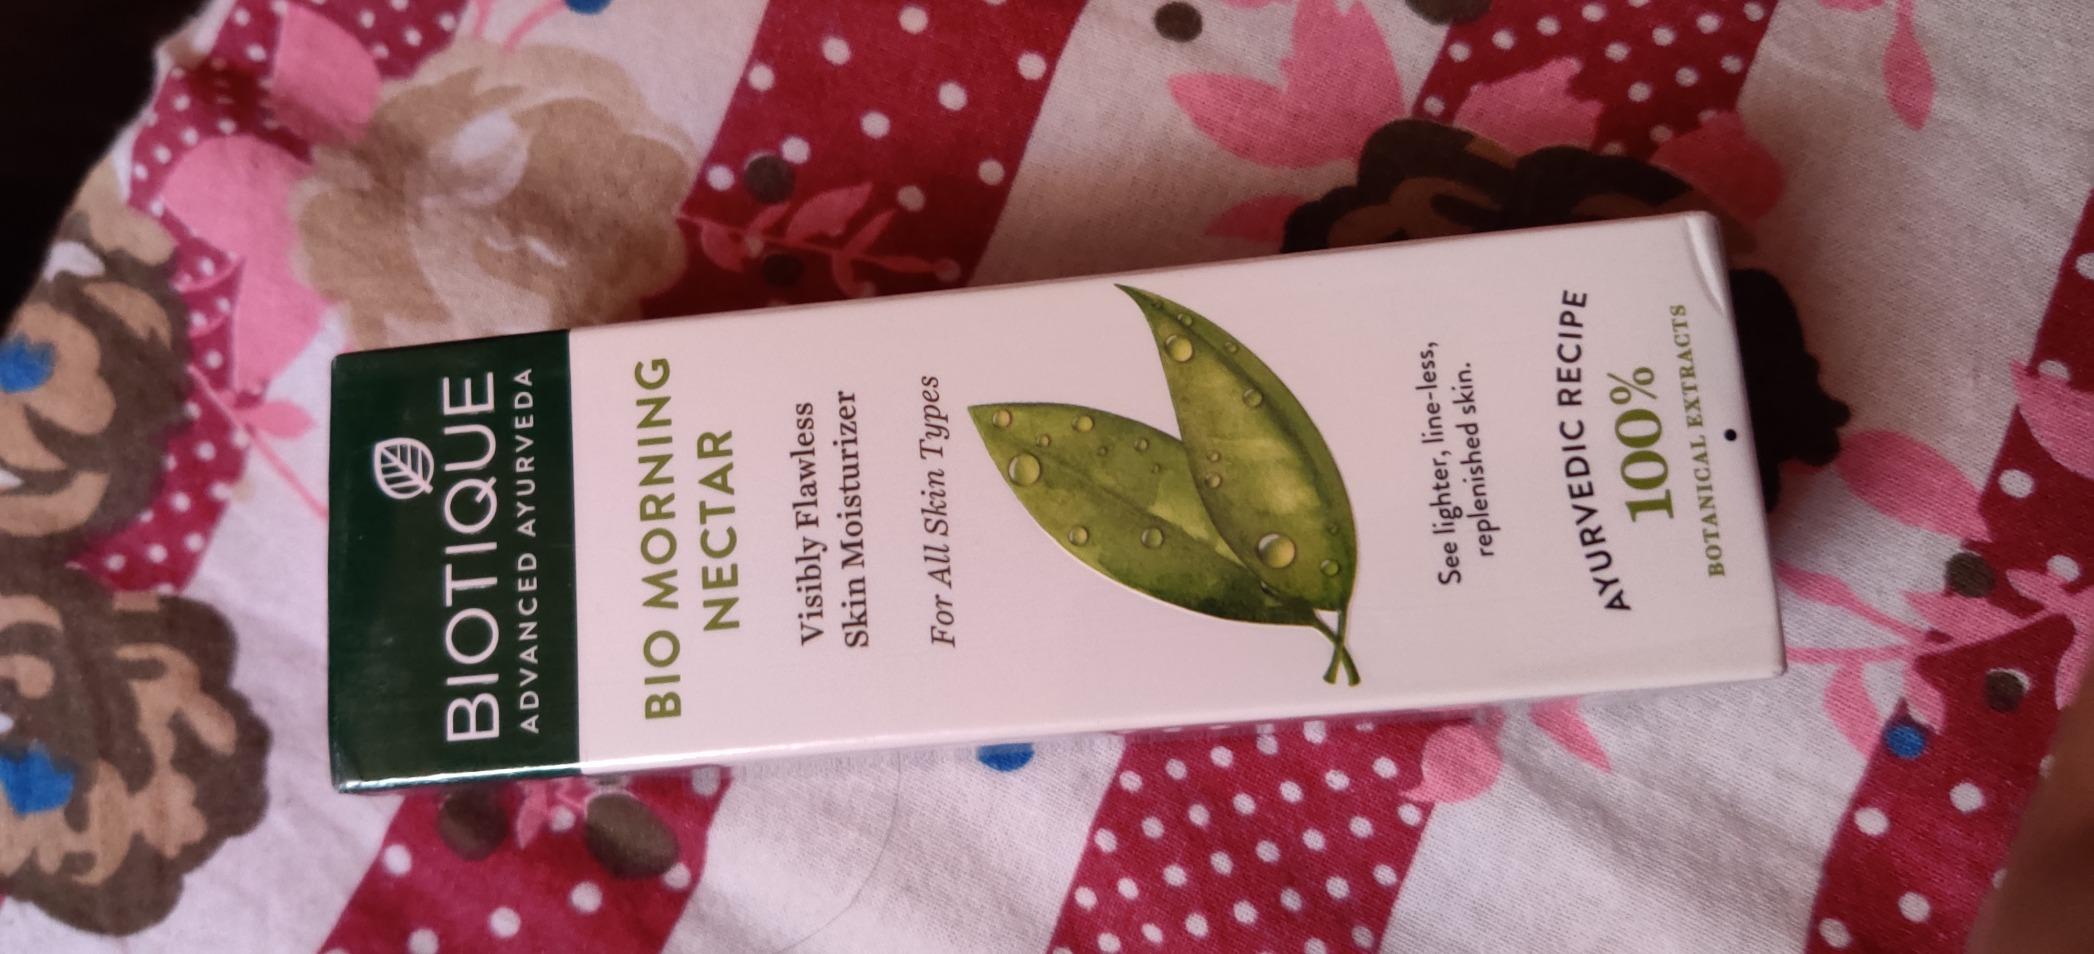 BIOTIQUE
ADVANCED AYURVEDA
BIO MORNING
NECTAR
Visibly Flawless
Skin Moisturizer
For All Skin Types
See lighter, line-less,
replenished skin.
AYURVEDIC RECIPE
100%
BOTANICAL EXTRACTS